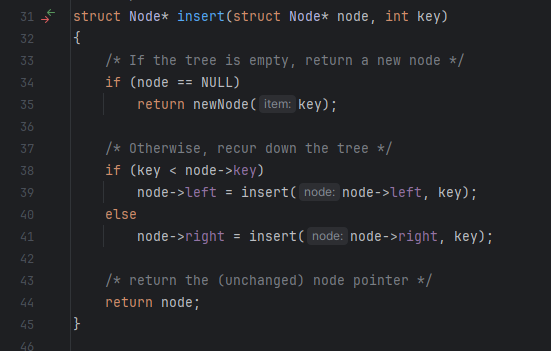 31 struct Node* insert(struct Node* node, int key)
32 {
33     /* If the tree is empty, return a new node */
34     if (node == NULL)
35         return newNode( item: key);
36
37     /* Otherwise, recur down the tree */
38     if (key < node->key)
39         node->left = insert( node: node->left, key);
40     else
41         node->right = insert( node: node->right, key);
42
43     /* return the (unchanged) node pointer */
44     return node;
45 }
46